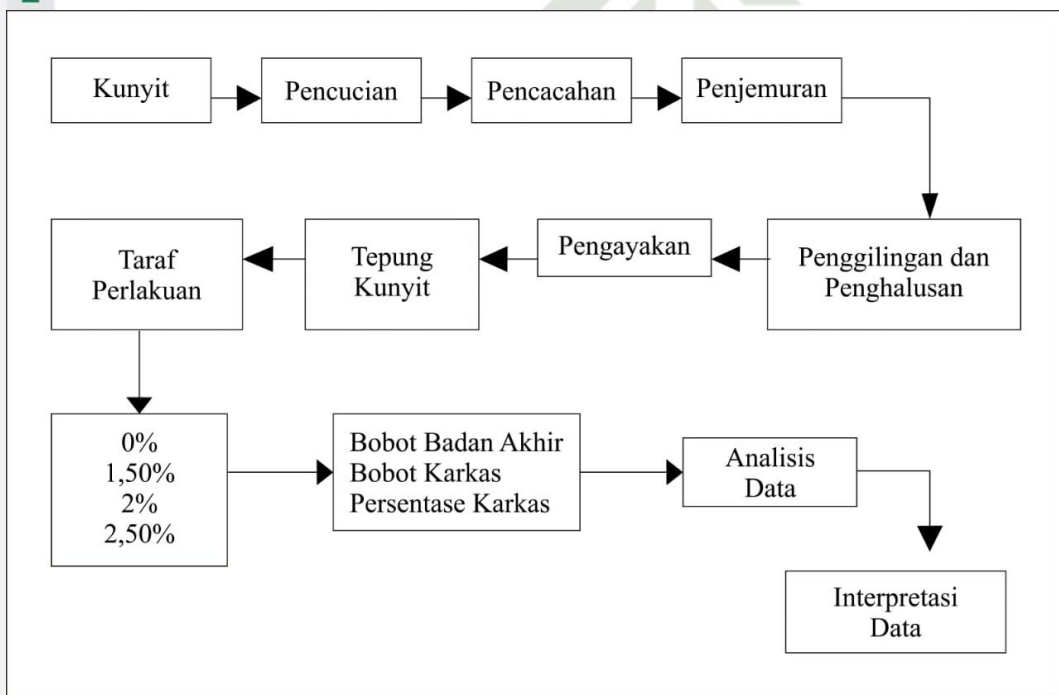 Kunyit
Pencucian
Pencacahan
Penjemuran
Penggilingan dan
Penghalusan
Pengayakan
Tepung
Kunyit
Taraf
Perlakuan
0%
1,50%
2%
2,50%
Bobot Badan Akhir
Bobot Karkas
Persentase Karkas
Analisis
Data
Interpretasi
Data